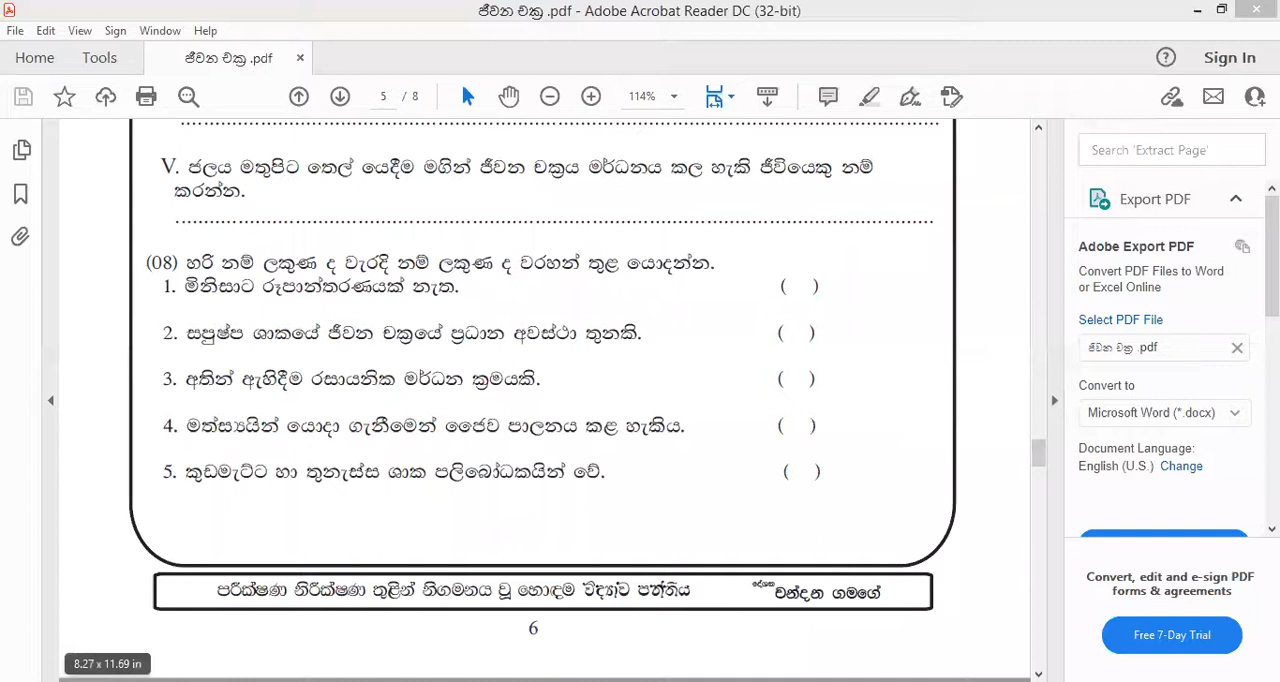 ජීවන චක්‍ර .pdf - Adobe Acrobat Reader DC (32-bit)
File Edit View Sign Window Help
Home Tools ජීවන චක්‍ර .pdf × Sign In
5 / 8 114%
V. ජලය මතුපිට තෙල් යෙදීම මගින් ජීවන චක්‍රය මර්ධනය කල හැකි ජීවියෙකු නම්
කරන්න.
(08) හරි නම් ලකුණ ද වැරදි නම් ලකුණ ද වරහන් තුළ යොදන්න.
1. මිනිසාට රූපාන්තරණයක් නැත. ( )
2. සපුෂ්ප ශාකයේ ජීවන චක්‍රයේ ප්‍රධාන අවස්ථා තුනකි. ( )
3. අතින් ඇහිදීම රසායනික මර්ධන ක්‍රමයකි. ( )
4. මත්ස්‍යයින් යොදා ගැනීමෙන් ජෛව පාලනය කළ හැකිය. ( )
5. කුඩමැට්ටා හා තුනැස්ස ශාක පලිබෝධකයින් වේ. ( )
පරීක්ෂණ නිරීක්ෂණ තුළින් නිගමනය වූ හොඳම විද්‍යාව පන්තිය දේශක චන්දන ගමගේ
6
8.27 x 11.69 in
Search 'Extract Page'
Export PDF
Adobe Export PDF
Convert PDF Files to Word
or Excel Online
Select PDF File
ජීවන චක්‍ර .pdf
Convert to
Microsoft Word (*.docx)
Document Language:
English (U.S.) Change
Convert, edit and e-sign PDF
forms & agreements
Free 7-Day Trial